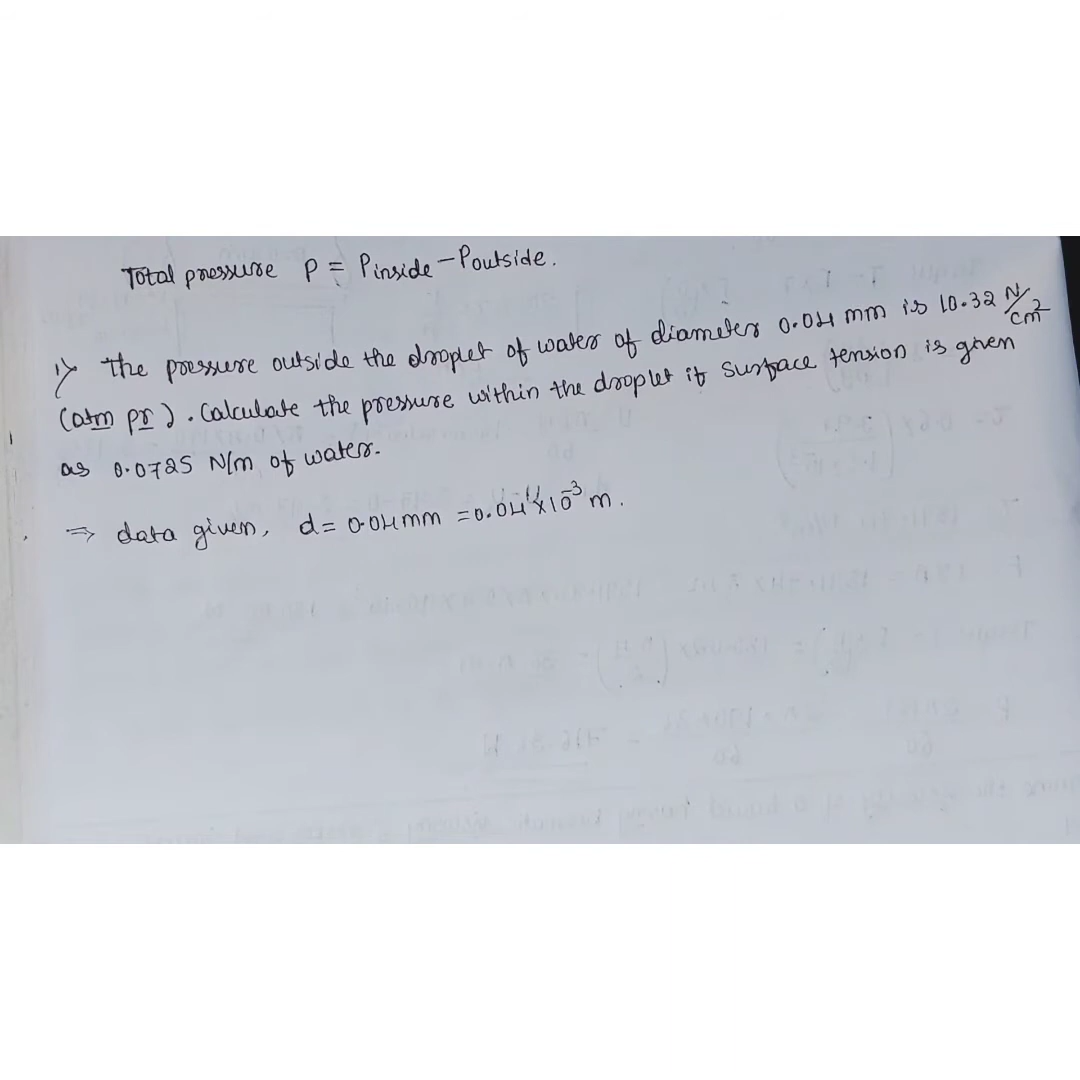 Total pressure P = Pinside - Poutside.
1) The pressure outside the droplet of water of diameter 0.04 mm is 10.32 N/cm²
(atm pr). Calculate the pressure within the droplet if surface tension is given
as 0.0725 N/m of water.
⇒ data given, d = 0.04mm = 0.04 × 10⁻³ m.